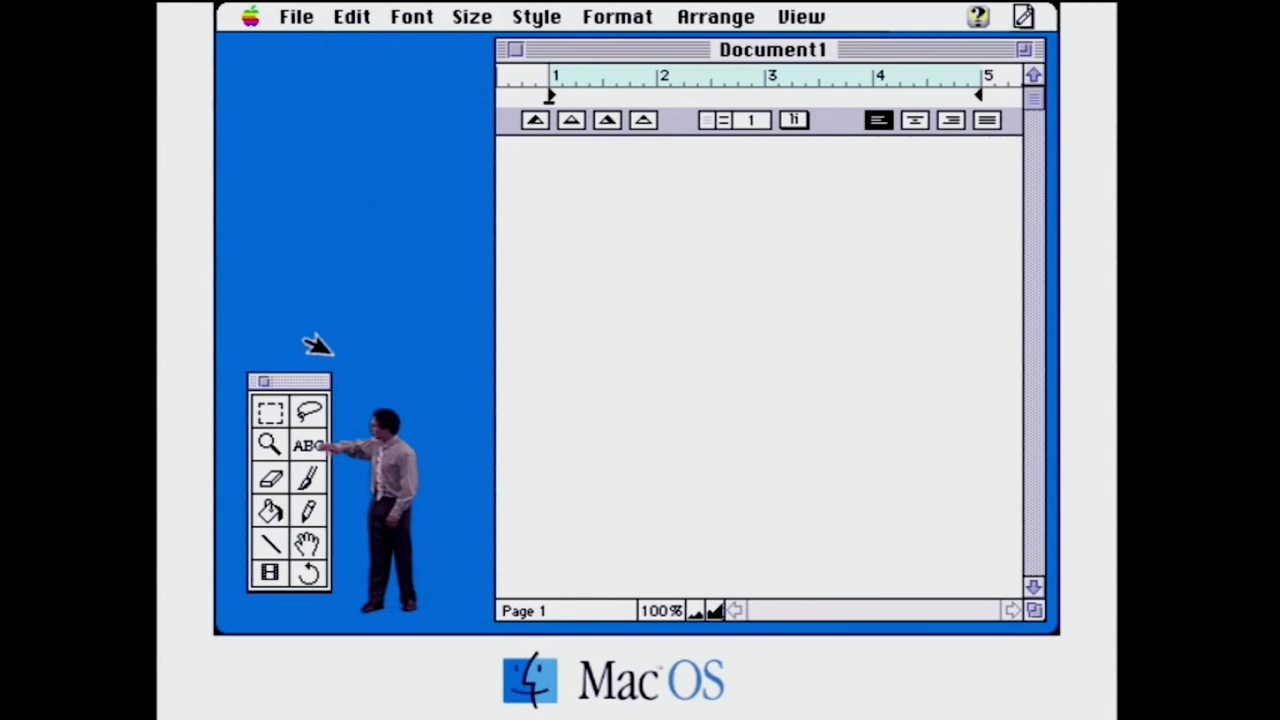 File Edit Font Size Style Format Arrange View
Document1
1 2 3 4 5
1
ABC
Page 1 100%
Mac™ OS